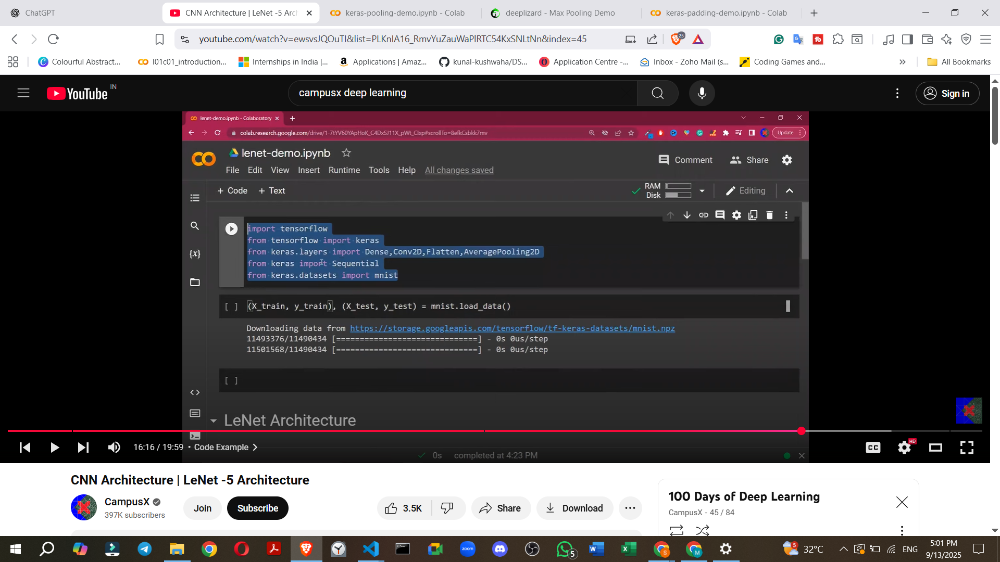 ChatGPT
CNN Architecture | LeNet -5 Arch
keras-pooling-demo.ipynb - Colab
deeplizard - Max Pooling Demo
keras-padding-demo.ipynb - Colab
youtube.com/watch?v=ewsvsJQOuTI&list=PLKnIA16_RmvYuZauWaPlRTC54KxSNLtNn&index=45
25
Colourful Abstract...
l01c01_introduction...
Internships in India |...
Applications | Amaz...
kunal-kushwaha/DS...
Application Centre -...
Inbox - Zoho Mail (s...
Coding Games and...
All Bookmarks
YouTube IN
campusx deep learning
Sign in
lenet-demo.ipynb - Colaboratory
colab.research.google.com/drive/1-7tYV60YApHoK_C4DxSJ11X_pWt_Clxp#scrollTo=8efkCsbkk7mv
Update
lenet-demo.ipynb
File Edit View Insert Runtime Tools Help All changes saved
Comment
Share
+ Code + Text
RAM
Disk
Editing
import tensorflow
from tensorflow import keras
from keras.layers import Dense,Conv2D,Flatten,AveragePooling2D
from keras import Sequential
from keras.datasets import mnist
[ ] (X_train, y_train), (X_test, y_test) = mnist.load_data()
Downloading data from https://storage.googleapis.com/tensorflow/tf-keras-datasets/mnist.npz
11493376/11490434 [==============================] - 0s 0us/step
11501568/11490434 [==============================] - 0s 0us/step
[ ]
LeNet Architecture
16:16 / 19:59 • Code Example
CC
HD
0s completed at 4:23 PM
CNN Architecture | LeNet -5 Architecture
CampusX
397K subscribers
Join
Subscribe
3.5K
Share
Download
100 Days of Deep Learning
CampusX - 45 / 84
zoom
5
5
32°C
ENG
5:01 PM
9/13/2025